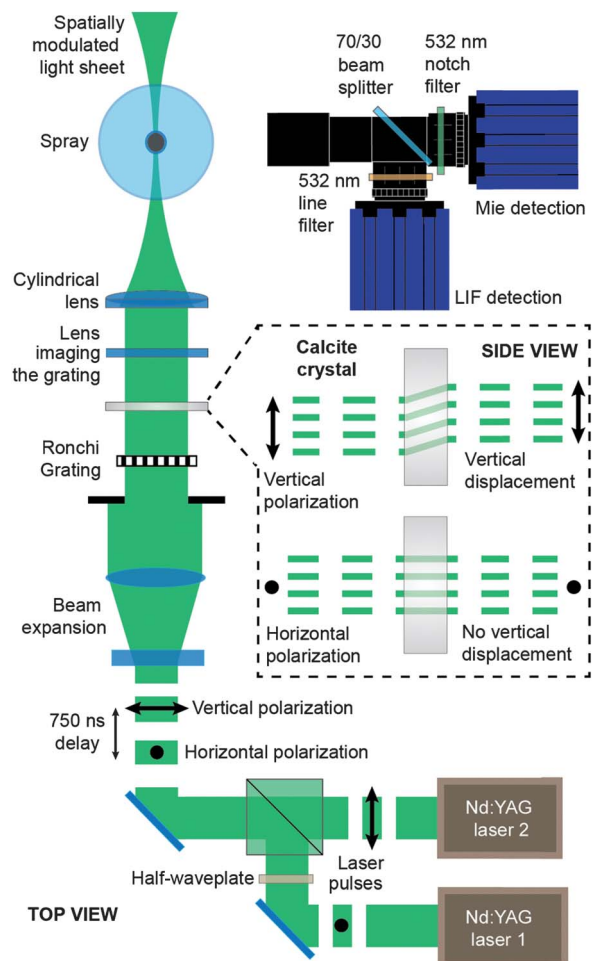 Spatially
modulated
light sheet
Spray
70/30
beam
splitter
532 nm
notch
filter
532 nm
line
filter
Mie detection
LIF detection
Cylindrical
lens
Lens
imaging
the grating
Ronchi
Grating
Calcite
crystal
SIDE VIEW
Vertical
polarization
Vertical
displacement
Horizontal
polarization
No vertical
displacement
Beam
expansion
750 ns
delay
Vertical polarization
Horizontal polarization
Nd:YAG
laser 2
Half-waveplate
Laser
pulses
TOP VIEW
Nd:YAG
laser 1